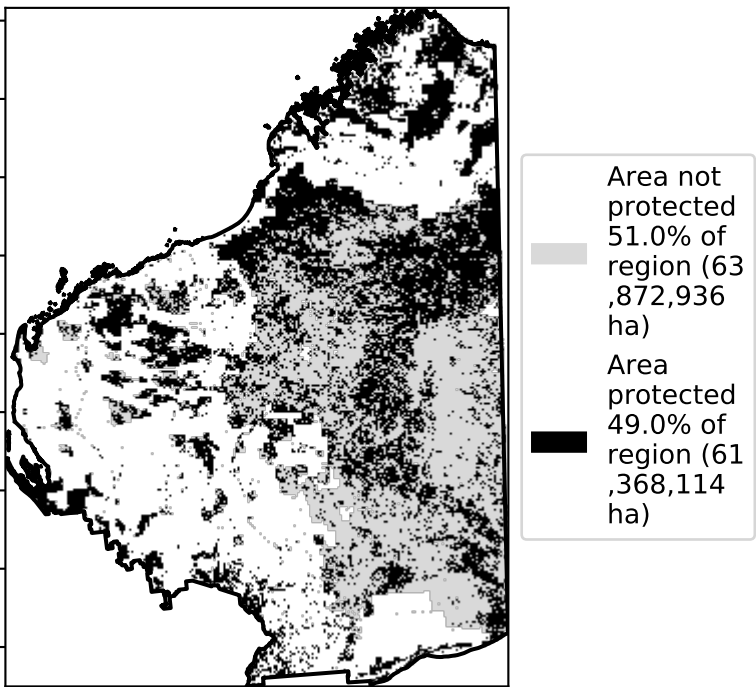 Area not
protected
51.0% of
region (63
,872,936
ha)
Area
protected
49.0% of
region (61
,368,114
ha)